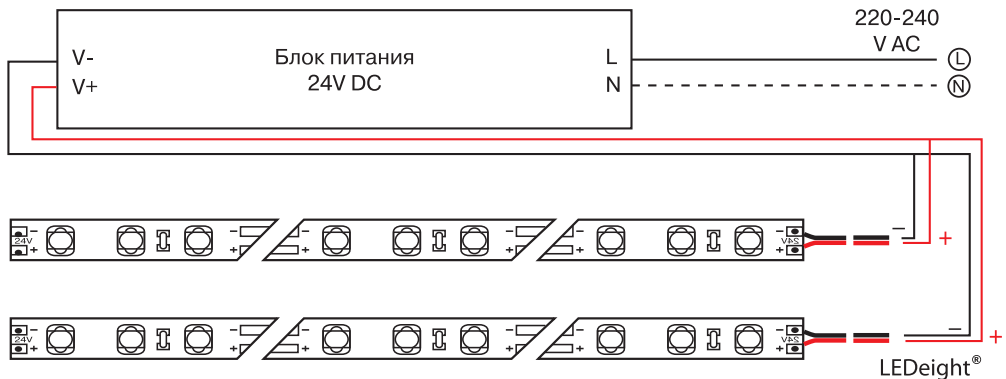 220-240
V AC
V-
Блок питания
L
L
V+
24V DC
N
N
- - - - - -
24V 24V
+ + + + + + +
- - - - - -
24V 24V
+ + + + + + +
LEDeight®